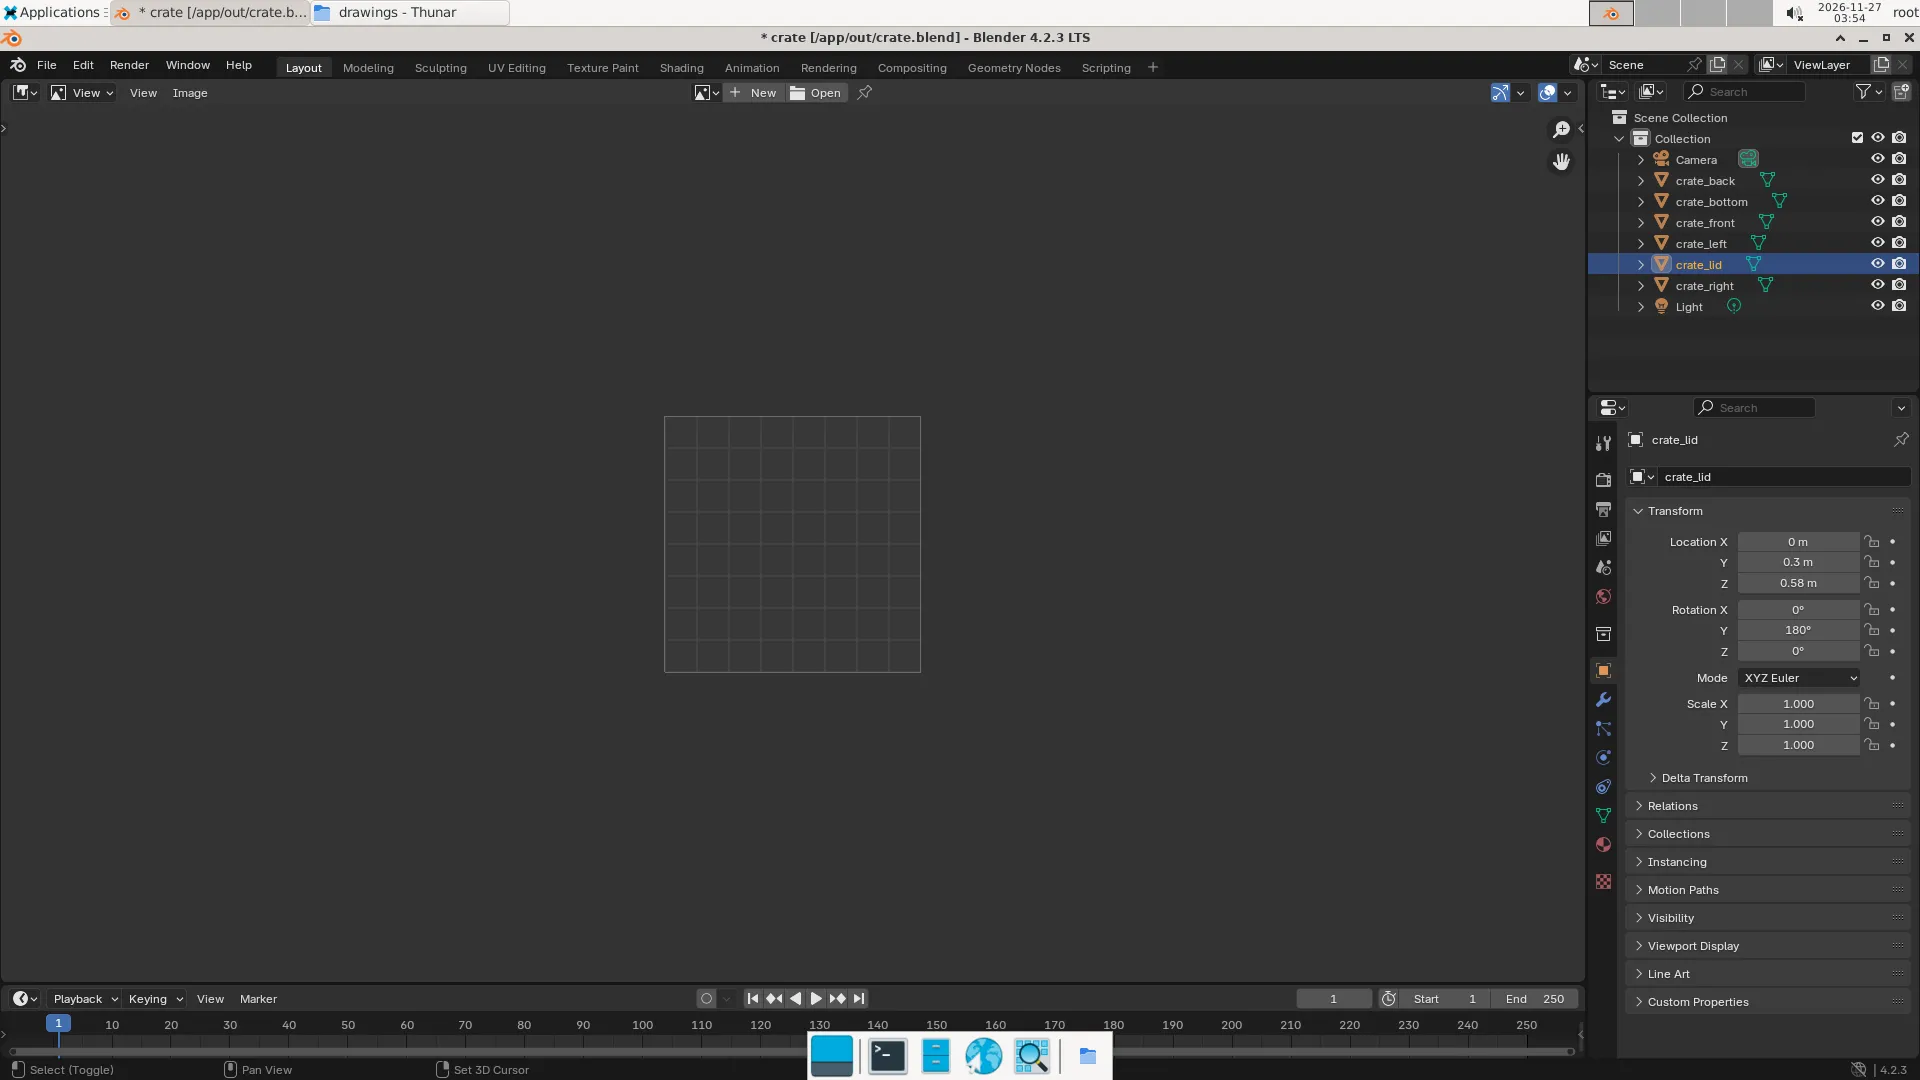 Applications
* crate [/app/out/crate.b...
drawings - Thunar
2026-11-27
03:54
root
* crate [/app/out/crate.blend] - Blender 4.2.3 LTS
File Edit Render Window Help
Layout Modeling Sculpting UV Editing Texture Paint Shading Animation Rendering Compositing Geometry Nodes Scripting
Scene
ViewLayer
View View Image
New Open
Search
Scene Collection
Collection
Camera
crate_back
crate_bottom
crate_front
crate_left
crate_lid
crate_right
Light
Search
crate_lid
crate_lid
Transform
Location X 0 m
Y 0.3 m
Z 0.58 m
Rotation X 0°
Y 180°
Z 0°
Mode XYZ Euler
Scale X 1.000
Y 1.000
Z 1.000
Delta Transform
Relations
Collections
Instancing
Motion Paths
Visibility
Viewport Display
Line Art
Custom Properties
Playback Keying View Marker
1 Start 1 End 250
1 10 20 30 40 50 60 70 80 90 100 110 120 130 140 150 160 170 180 190 200 210 220 230 240 250
Select (Toggle) Pan View Set 3D Cursor
4.2.3